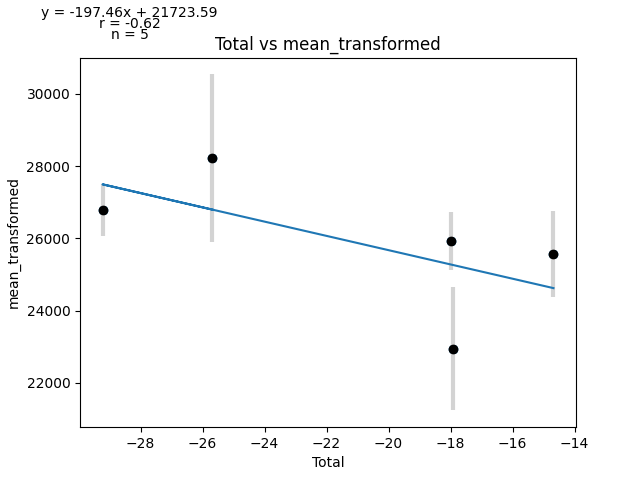 y = -197.46x + 21723.59
r = -0.62
n = 5
Total vs mean_transformed
mean_transformed
30000
28000
26000
24000
22000
−28 −26 −24 −22 −20 −18 −16 −14
Total